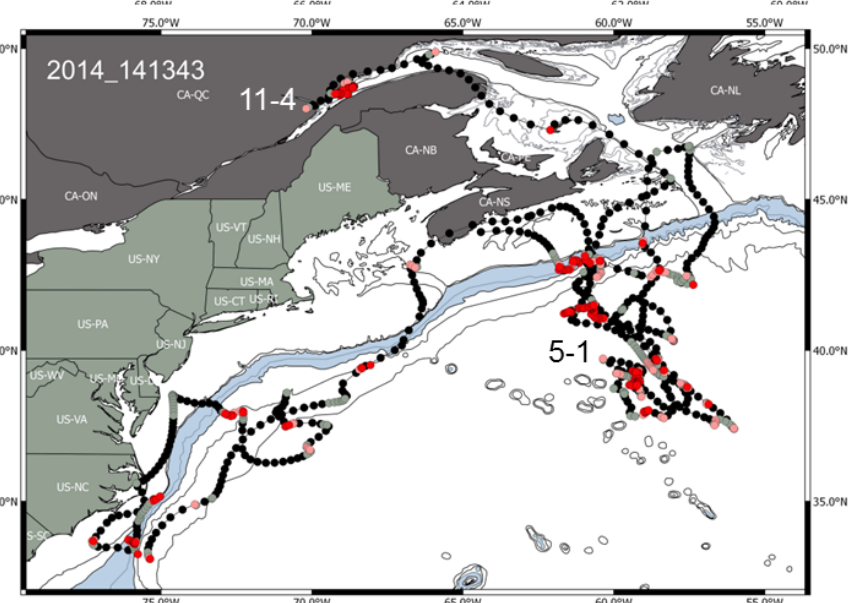 75.0°W 70.0°W 65.0°W 60.0°W 55.0°W
50.0°N
2014_141343
CA-QC
11-4
CA-NL
CA-NB
CA-PE
US-ME
CA-ON
CA-NS
45.0°N
US-VT
US-NH
US-NY
US-MA
US-CT US-RI
US-PA
US-NJ
5-1
40.0°N
US-WV
US-VA
US-NC
35.0°N
75.0°W 70.0°W 65.0°W 60.0°W 55.0°W